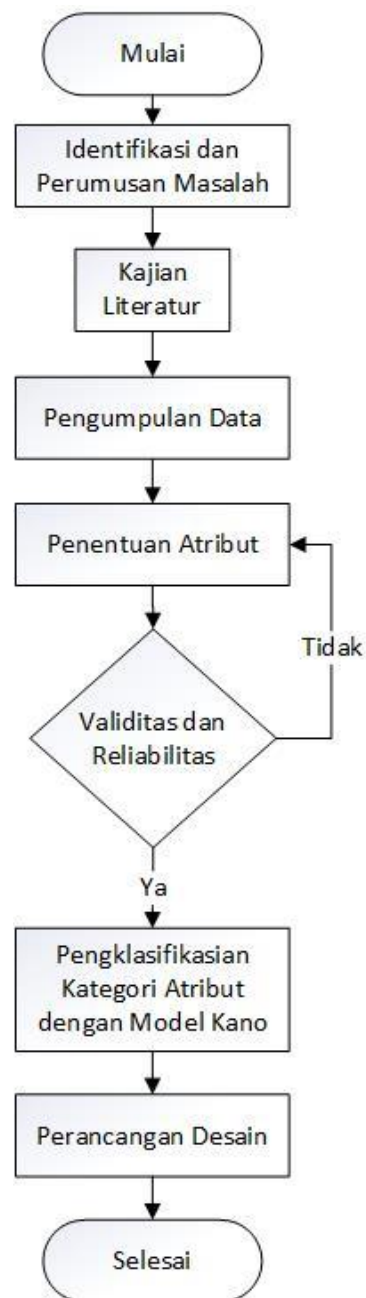 Mulai
Identifikasi dan
Perumusan Masalah
Kajian
Literatur
Pengumpulan Data
Penentuan Atribut
Tidak
Validitas dan
Reliabilitas
Ya
Pengklasifikasian
Kategori Atribut
dengan Model Kano
Perancangan Desain
Selesai